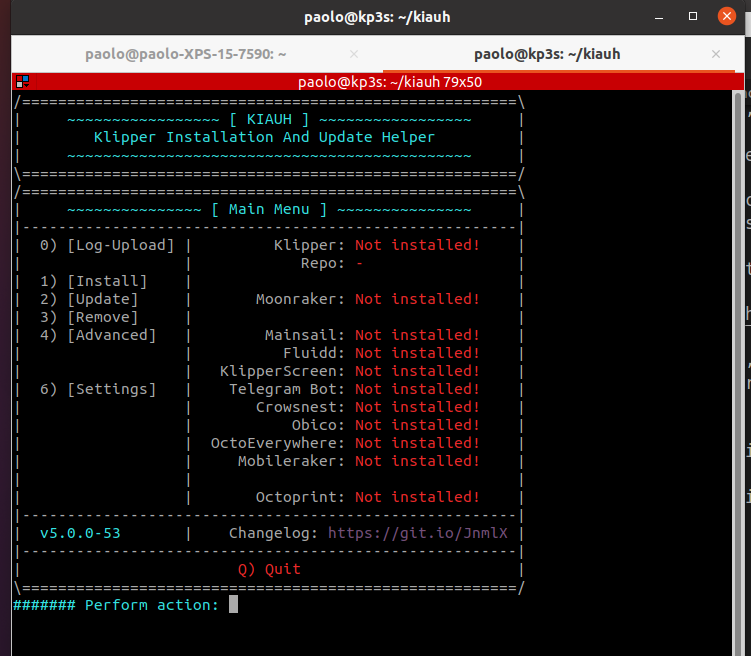 paolo@kp3s: ~/kiauh
paolo@paolo-XPS-15-7590: ~ × paolo@kp3s: ~/kiauh ×
paolo@kp3s: ~/kiauh 79x50
/=======================================================\
|     ~~~~~~~~~~~~~~~~~ [ KIAUH ] ~~~~~~~~~~~~~~~~~     |
|        Klipper Installation And Update Helper         |
|     ~~~~~~~~~~~~~~~~~~~~~~~~~~~~~~~~~~~~~~~~~~~~~     |
\=======================================================/
/=======================================================\
|     ~~~~~~~~~~~~~~~ [ Main Menu ] ~~~~~~~~~~~~~~~     |
|-------------------------------------------------------|
|  0) [Log-Upload] |         Klipper: Not installed!    |
|                  |            Repo: -                 |
|  1) [Install]    |                                    |
|  2) [Update]     |       Moonraker: Not installed!    |
|  3) [Remove]     |                                    |
|  4) [Advanced]   |        Mainsail: Not installed!    |
|                  |          Fluidd: Not installed!    |
|                  |   KlipperScreen: Not installed!    |
|  6) [Settings]   |    Telegram Bot: Not installed!    |
|                  |       Crowsnest: Not installed!    |
|                  |           Obico: Not installed!    |
|                  |  OctoEverywhere: Not installed!    |
|                  |     Mobileraker: Not installed!    |
|                  |                                    |
|                  |       Octoprint: Not installed!    |
|-------------------------------------------------------|
|  v5.0.0-53       |    Changelog: https://git.io/JnmlX |
|-------------------------------------------------------|
|                        Q) Quit                        |
\=======================================================/
####### Perform action: